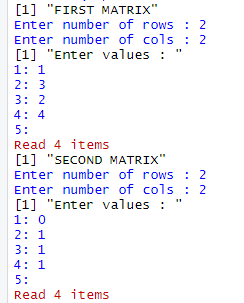 [1] "FIRST MATRIX"
Enter number of rows : 2
Enter number of cols : 2
[1] "Enter values : "
1: 1
2: 3
3: 2
4: 4
5:
Read 4 items
[1] "SECOND MATRIX"
Enter number of rows : 2
Enter number of cols : 2
[1] "Enter values : "
1: 0
2: 1
3: 1
4: 1
5:
Read 4 items